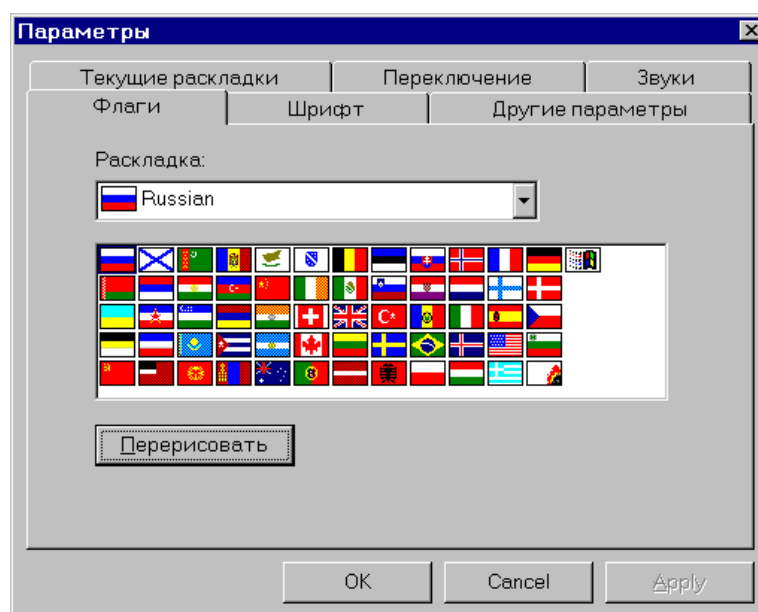 Параметры
Текущие раскладки Переключение Звуки
Флаги Шрифт Другие параметры
Раскладка:
Russian
Перерисовать
OK Cancel Apply